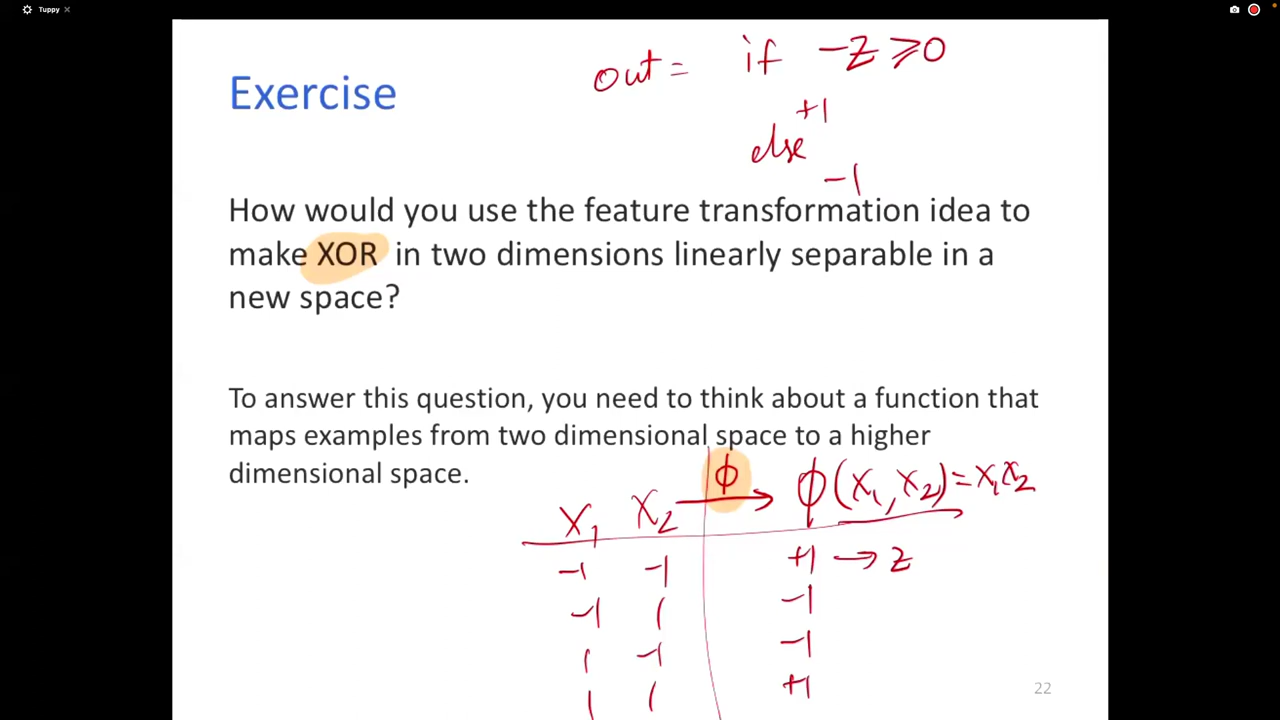 Tuppy
out = if -z ≥ 0
+1
else
-1
Exercise
How would you use the feature transformation idea to
make XOR in two dimensions linearly separable in a
new space?
To answer this question, you need to think about a function that
maps examples from two dimensional space to a higher
dimensional space.
x₁ x₂ ϕ ϕ(x₁, x₂) = x₁x₂
-1 -1 +1 → z
-1 1 -1
1 -1 -1
1 1 +1
22